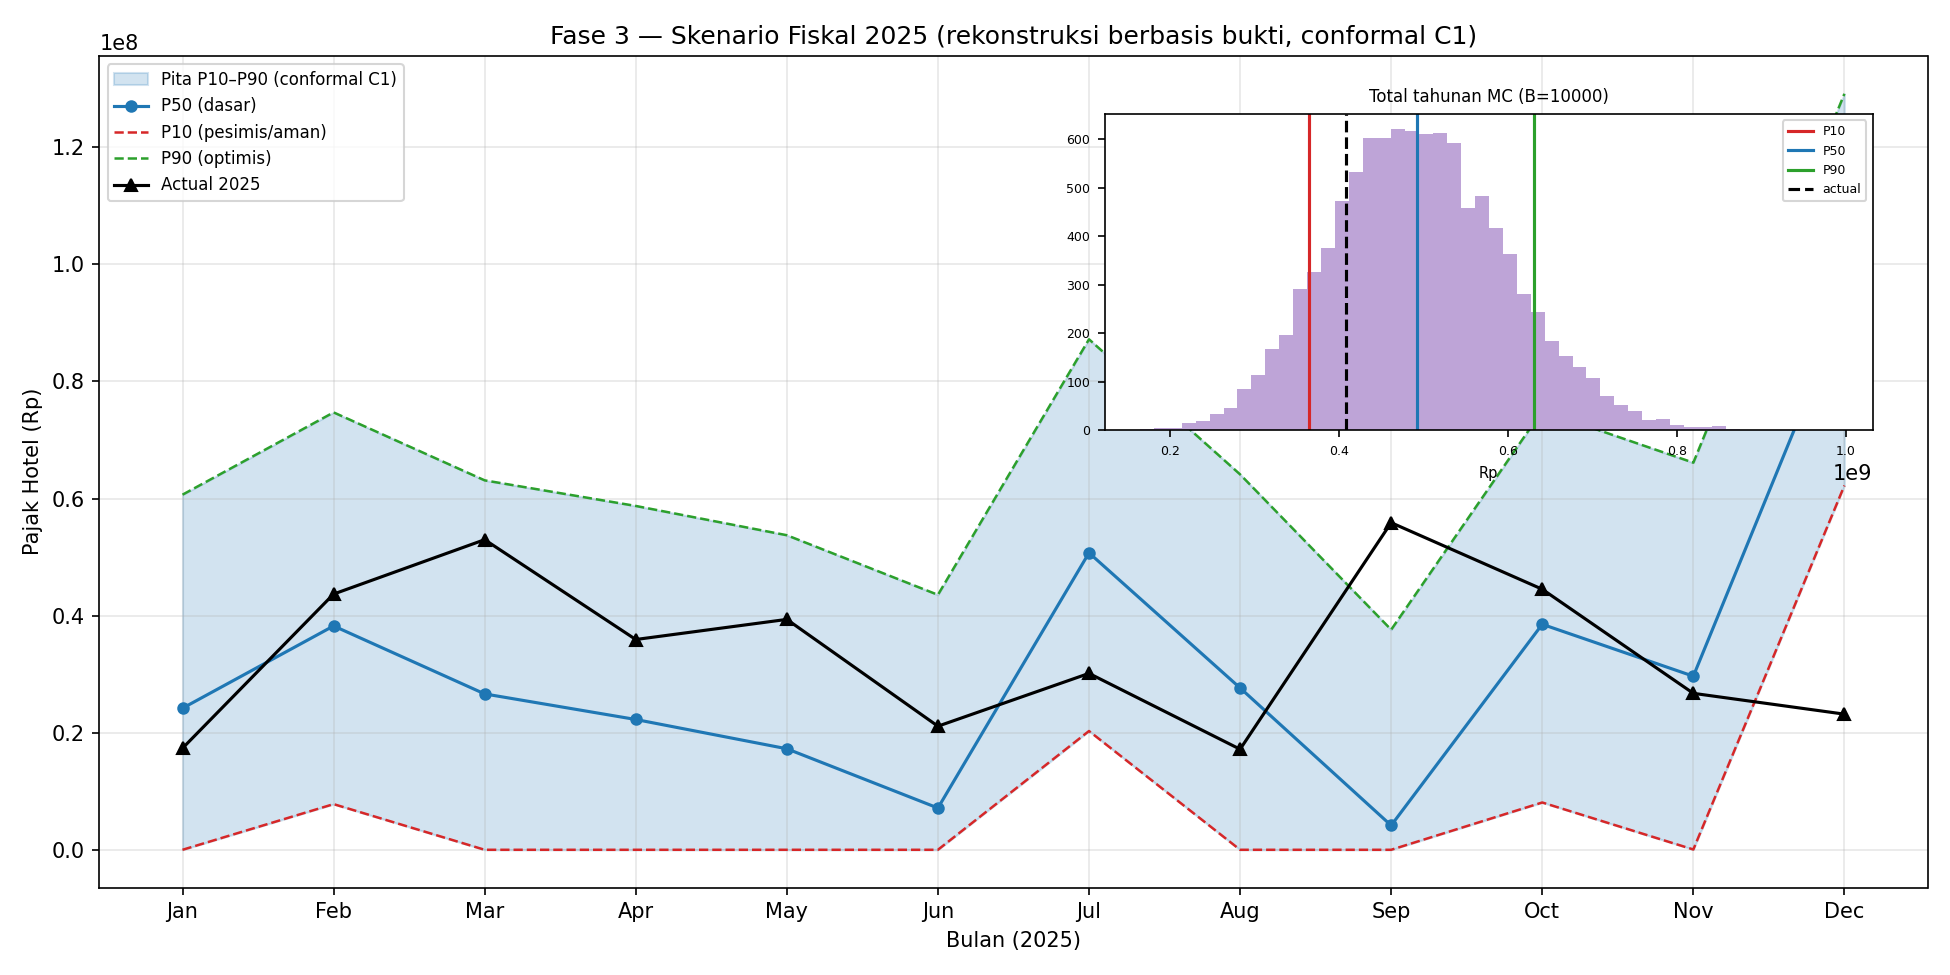 Fase 3 — Skenario Fiskal 2025 (rekonstruksi berbasis bukti, conformal C1)
1e8
Pita P10–P90 (conformal C1)
P50 (dasar)
P10 (pesimis/aman)
P90 (optimis)
Actual 2025
Pajak Hotel (Rp)
1.2
1.0
0.8
0.6
0.4
0.2
0.0
Jan Feb Mar Apr May Jun Jul Aug Sep Oct Nov Dec
Bulan (2025)
Total tahunan MC (B=10000)
P10
P50
P90
actual
600
500
400
300
200
100
0
0.2 0.4 0.6 0.8 1.0
Rp
1e9